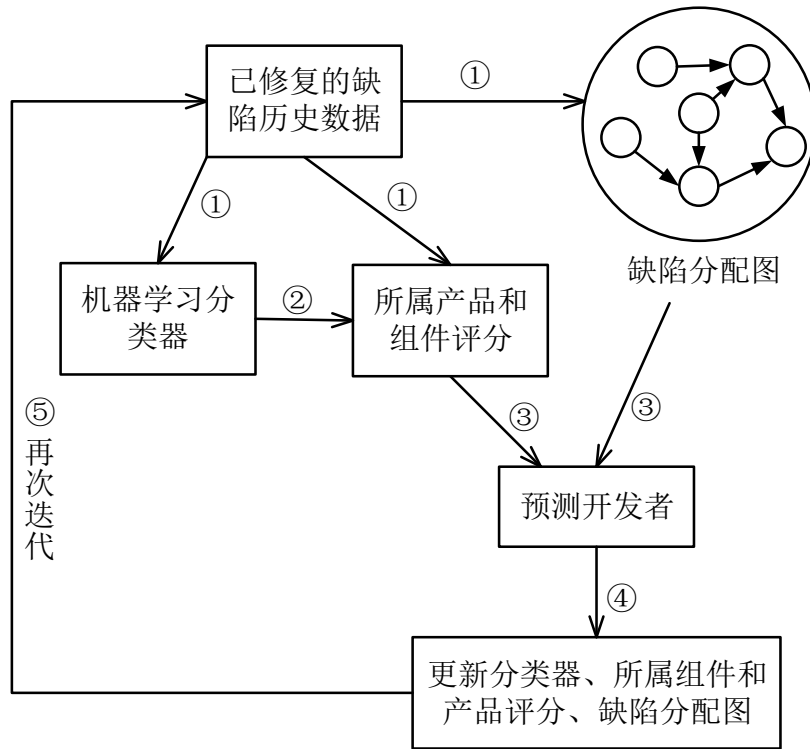 已修复的缺
陷历史数据
①
①
①
缺陷分配图
机器学习分
类器
②
所属产品和
组件评分
③
③
⑤再次迭代
预测开发者
④
更新分类器、所属组件和
产品评分、缺陷分配图